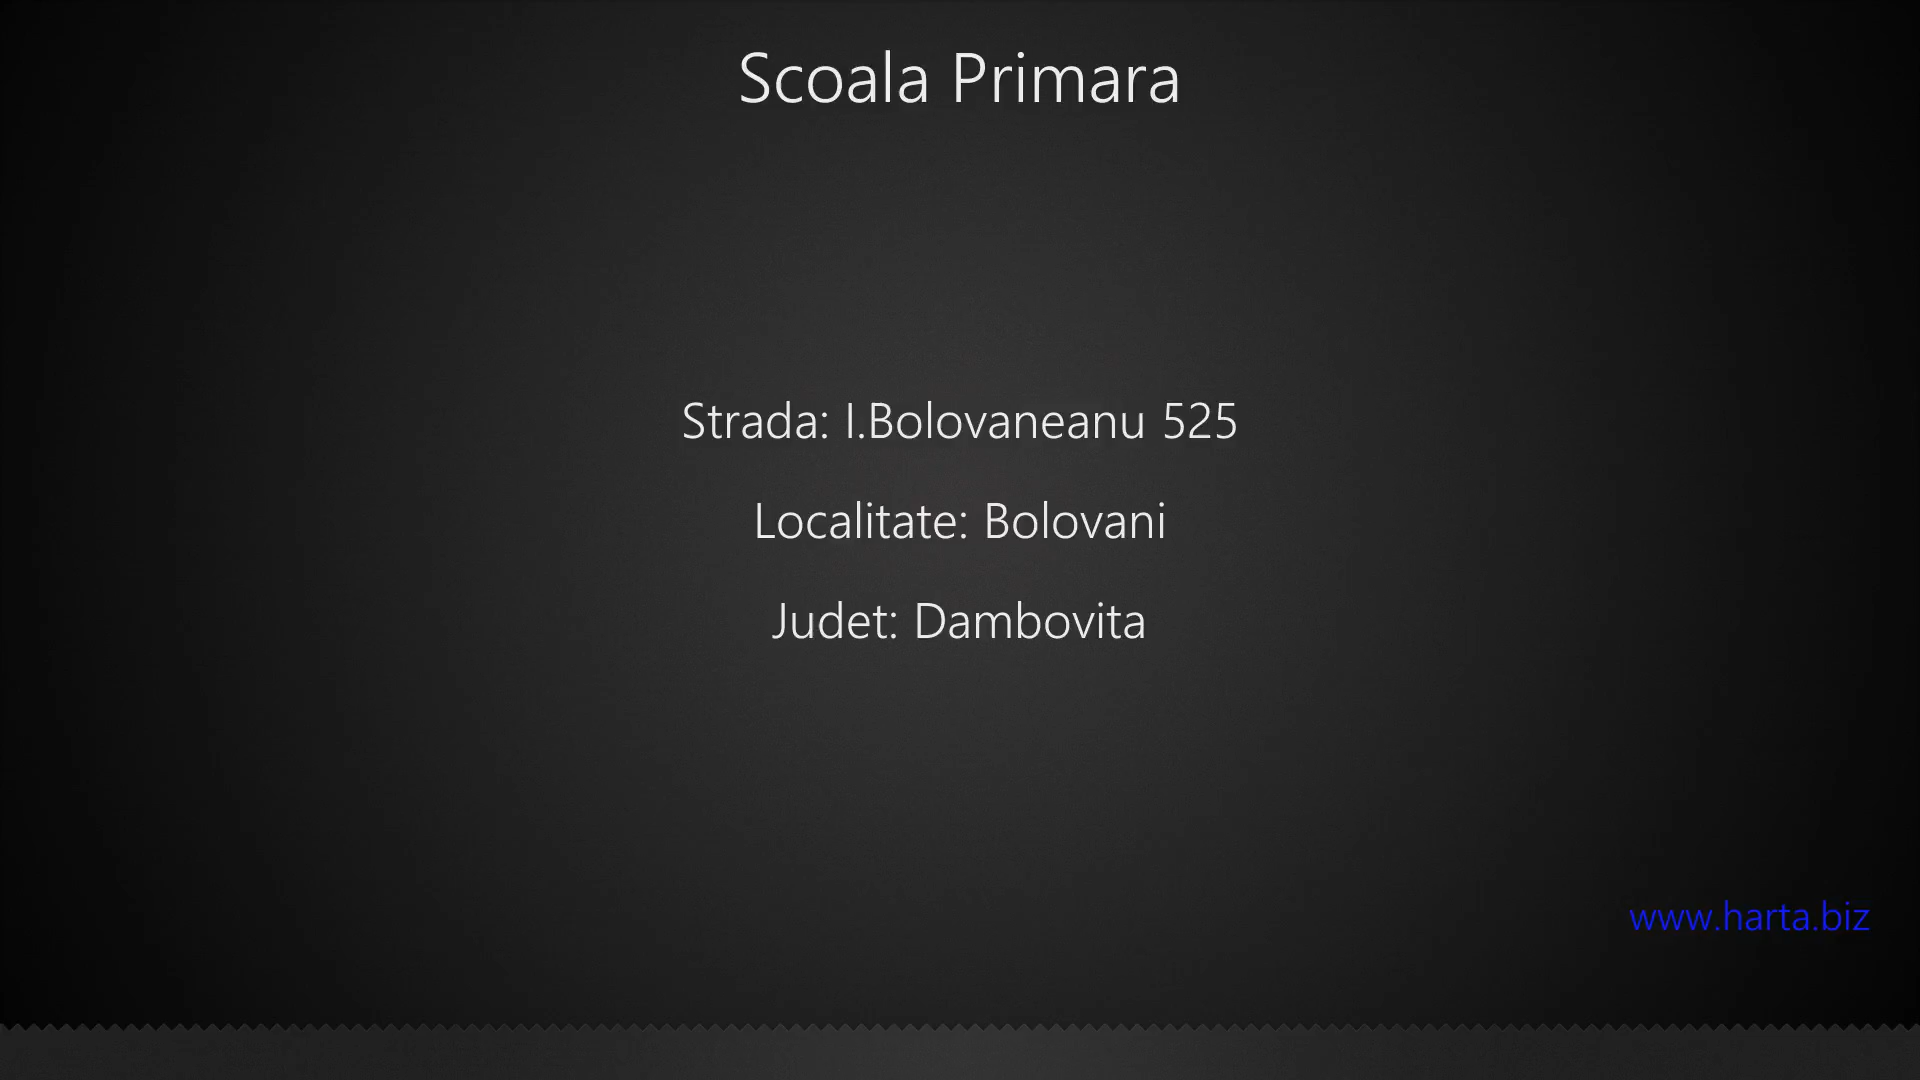 Scoala Primara
Strada: I.Bolovaneanu 525
Localitate: Bolovani
Judet: Dambovita
www.harta.biz